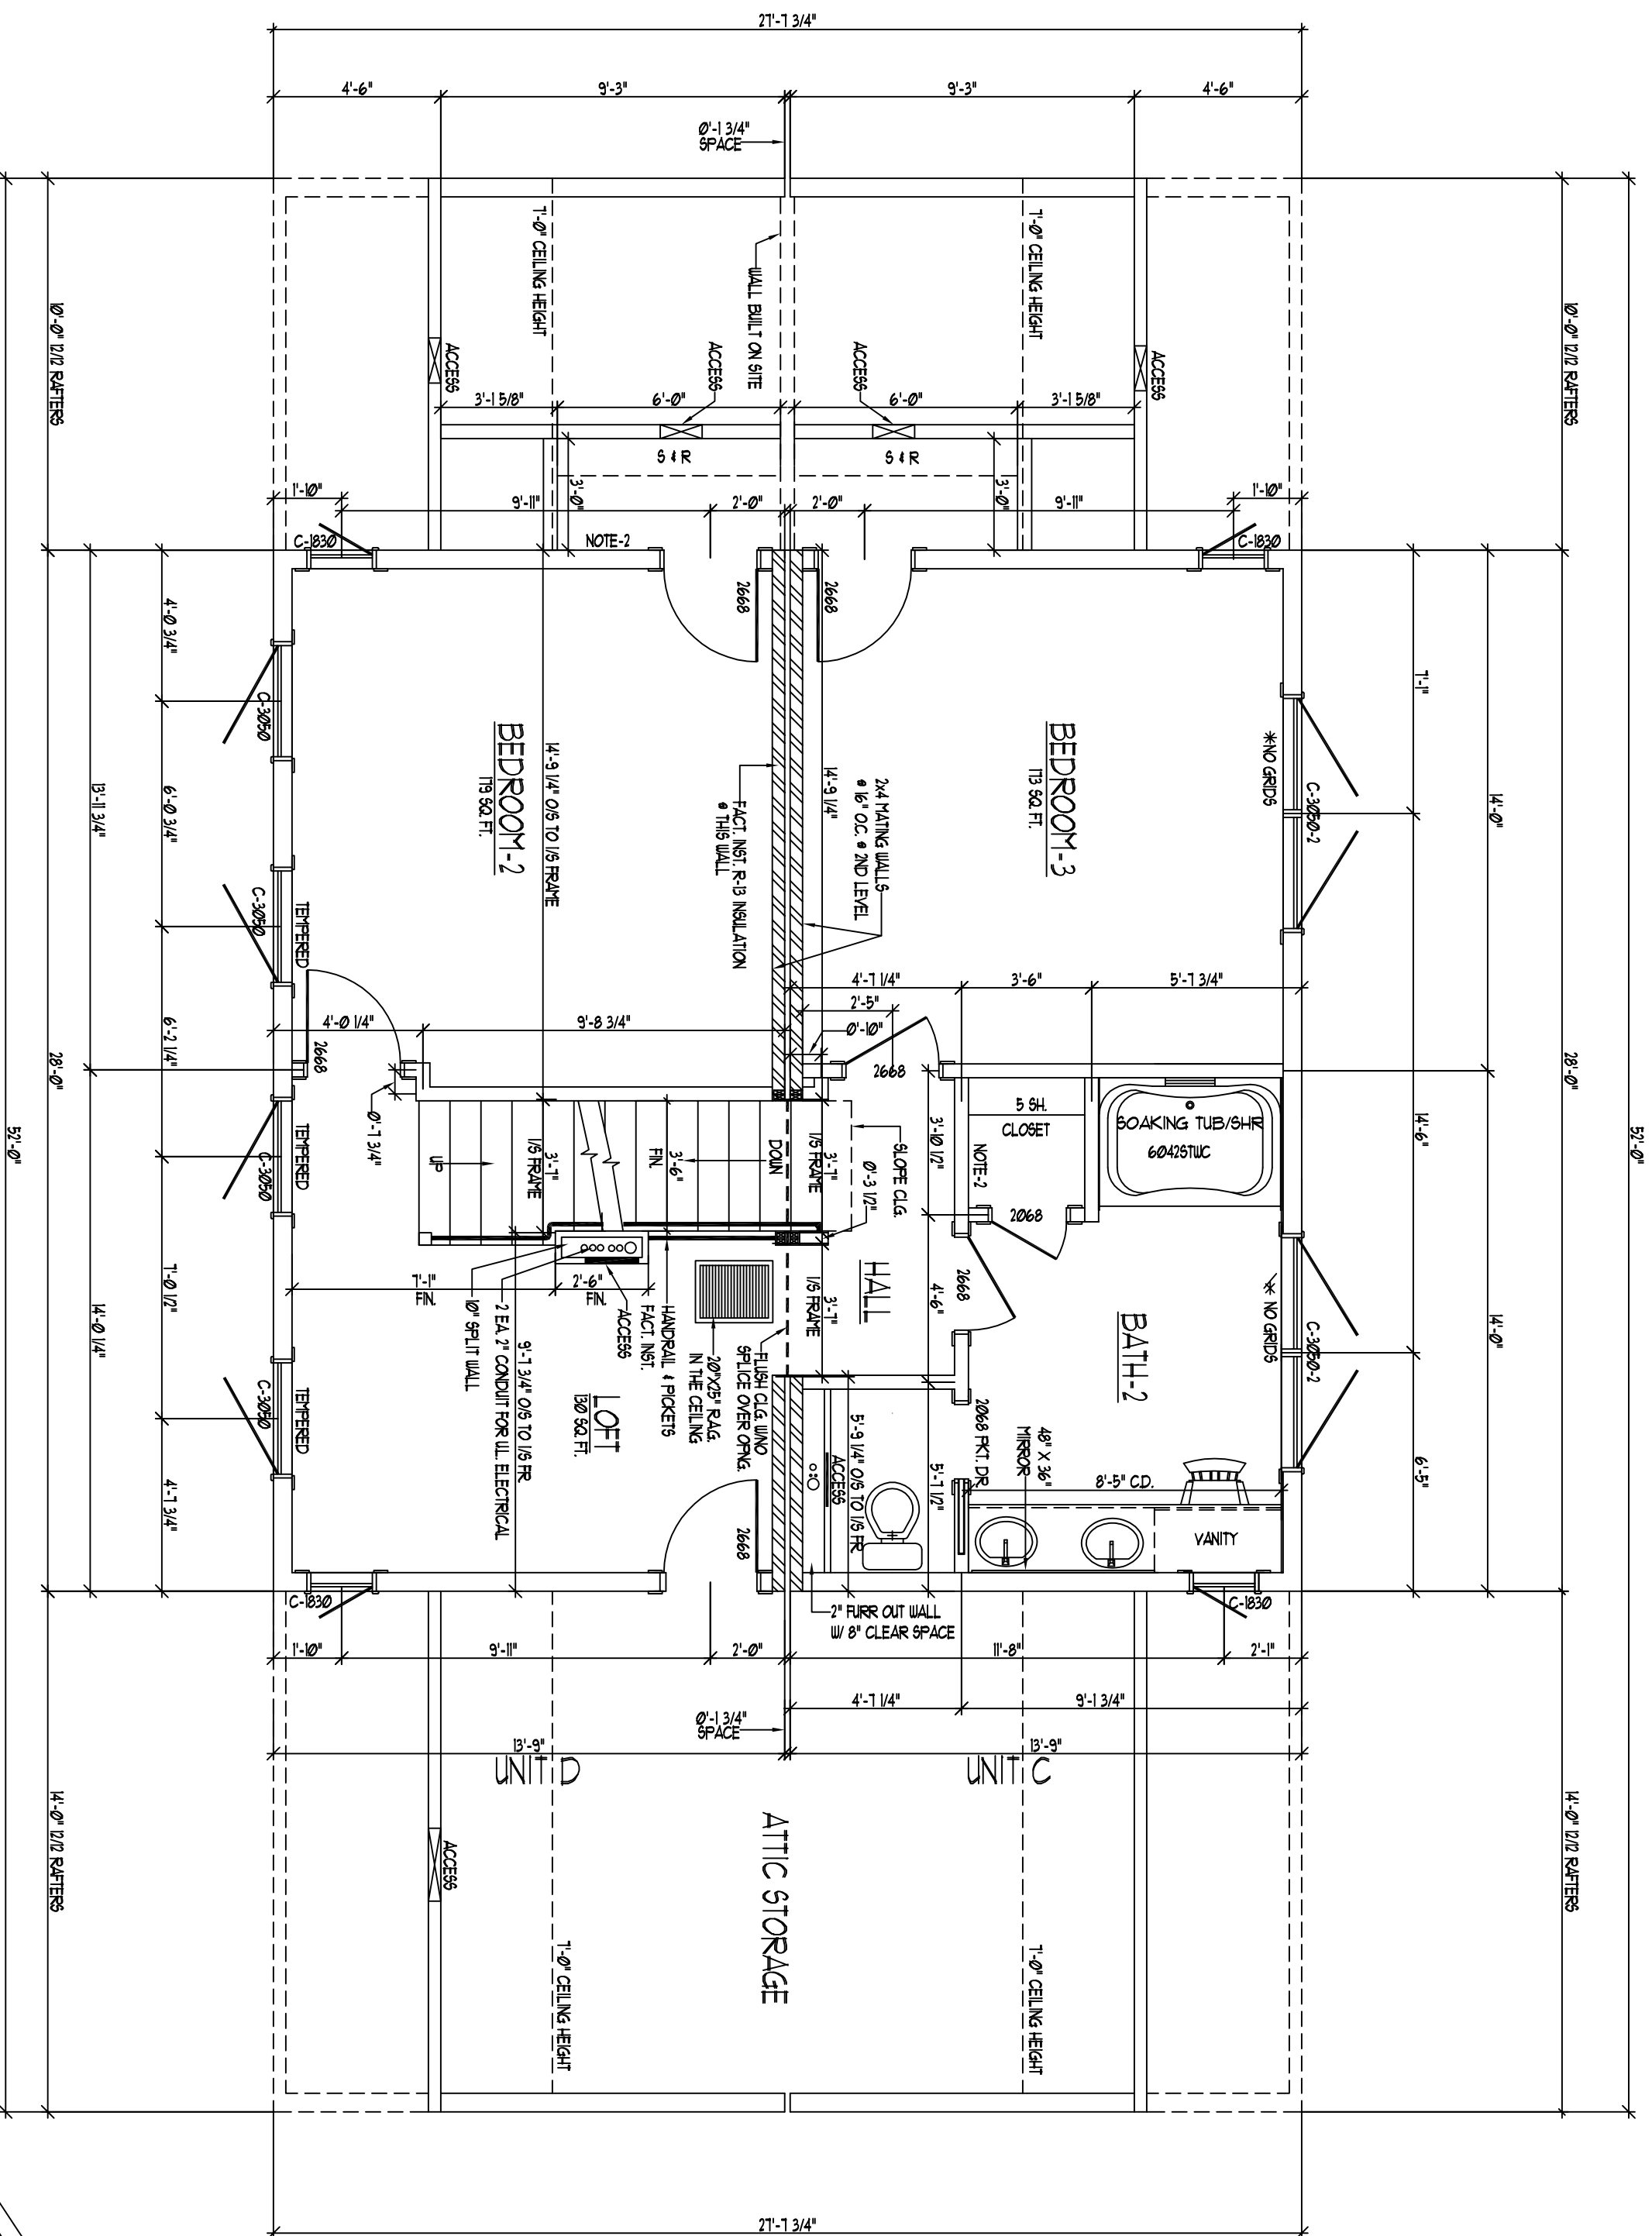 27'-7 3/4"
4'-6"
9'-3"
9'-3"
4'-6"
0'-1 3/4"
SPACE
7'-0" CEILING HEIGHT
7'-0" CEILING HEIGHT
WALL BUILT ON SITE
10'-0" 12/12 RAFTERS
10'-0" 12/12 RAFTERS
ACCESS
ACCESS
ACCESS
ACCESS
3'-1 5/8"
6'-0"
6'-0"
3'-1 5/8"
S & R
S & R
3'-0"
3'-0"
1'-10"
9'-11"
2'-0"
2'-0"
9'-11"
1'-10"
C-1830
NOTE-2
C-1830
2668
2668
4'-0 3/4"
6'-0 3/4"
6'-2 1/4"
7'-0 1/2"
4'-7 3/4"
13'-11 3/4"
14'-0 1/4"
28'-0"
52'-0"
C-3050
C-3050
C-3050
C-3050
TEMPERED
TEMPERED
TEMPERED
BEDROOM-2
179 SQ. FT.
14'-9 1/4" O/S TO I/S FRAME
FACT. INST. R-13 INSULATION
@ THIS WALL
14'-9 1/4"
2x4 MATING WALLS
@ 16" O.C. @ 2ND LEVEL
BEDROOM-3
173 SQ. FT.
*NO GRIDS
C-3050-2
7'-1"
14'-6"
6'-5"
14'-0"
14'-0"
28'-0"
52'-0"
4'-7 1/4"
3'-6"
5'-7 3/4"
2'-5"
0'-10"
4'-0 1/4"
9'-8 3/4"
2668
2668
0'-7 3/4"
5 SH.
CLOSET
SOAKING TUB/SHR
6042STWC
NOTE-2
2068
3'-10 1/2"
SLOPE CLG.
0'-3 1/2"
3'-7"
I/S FRAME
DOWN
3'-6"
FIN.
3'-7"
I/S FRAME
UP
7'-1"
FIN.
2'-6"
FIN.
HALL
3'-7"
I/S FRAME
4'-6"
2668
BATH-2
* NO GRIDS
C-3050-2
10" SPLIT WALL
2 EA. 2" CONDUIT FOR U.L. ELECTRICAL
9'-7 3/4" O/S TO I/S FR
ACCESS
HANDRAIL & PICKETS
FACT. INST.
20"X25" R.A.G.
IN THE CEILING
FLUSH CLG. W/NO
SPLICE OVER OPNG.
LOFT
130 SQ. FT.
2668
ACCESS
5'-9 1/4" O/S TO I/S FR
5'-7 1/2"
2068 PKT. DR
48" X 36"
MIRROR
8'-5" C.D.
VANITY
C-1830
2" FURR OUT WALL
W/ 8" CLEAR SPACE
C-1830
1'-10"
9'-11"
2'-0"
11'-8"
2'-1"
4'-7 1/4"
9'-1 3/4"
0'-1 3/4"
SPACE
13'-9"
13'-9"
UNIT D
UNIT C
ATTIC STORAGE
ACCESS
14'-0" 12/12 RAFTERS
14'-0" 12/12 RAFTERS
7'-0" CEILING HEIGHT
7'-0" CEILING HEIGHT
27'-7 3/4"